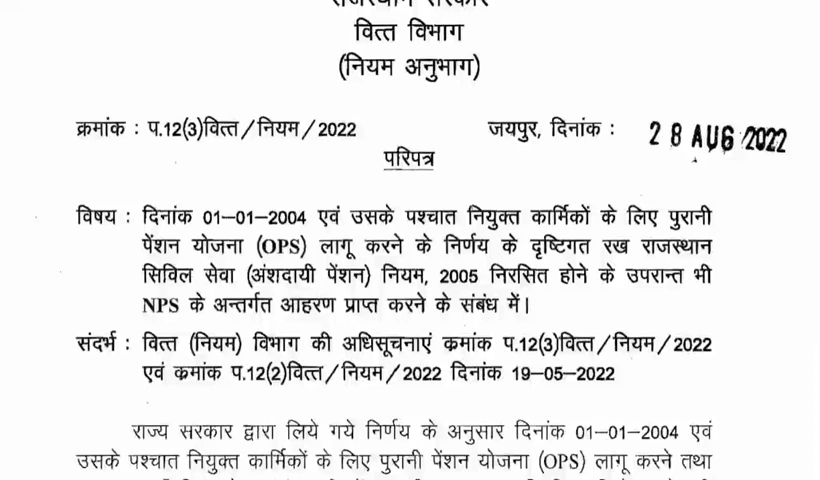 राजस्थान सरकार
वित्त विभाग
(नियम अनुभाग)
क्रमांक : प.12(3)वित्त/नियम/2022 जयपुर, दिनांक : 28 AUG 2022
परिपत्र
विषय : दिनांक 01–01–2004 एवं उसके पश्चात नियुक्त कार्मिकों के लिए पुरानी
पेंशन योजना (OPS) लागू करने के निर्णय के दृष्टिगत रख राजस्थान
सिविल सेवा (अंशदायी पेंशन) नियम, 2005 निरसित होने के उपरान्त भी
NPS के अन्तर्गत आहरण प्राप्त करने के संबंध में।
संदर्भ : वित्त (नियम) विभाग की अधिसूचनाएं क्रमांक प.12(3)वित्त/नियम/2022
एवं क्रमांक प.12(2)वित्त/नियम/2022 दिनांक 19–05–2022
राज्य सरकार द्वारा लिये गये निर्णय के अनुसार दिनांक 01–01–2004 एवं
उसके पश्चात नियुक्त कार्मिकों के लिए पुरानी पेंशन योजना (OPS) लागू करने तथा